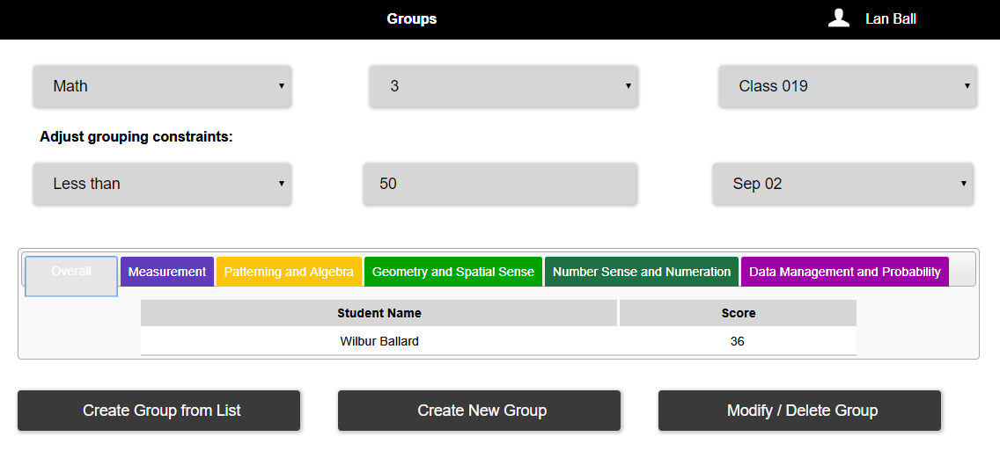 Groups Lan Ball
Math 3 Class 019
Adjust grouping constraints:
Less than 50 Sep 02
Overall Measurement Patterning and Algebra Geometry and Spatial Sense Number Sense and Numeration Data Management and Probability
Student Name Score
Wilbur Ballard 36
Create Group from List Create New Group Modify / Delete Group